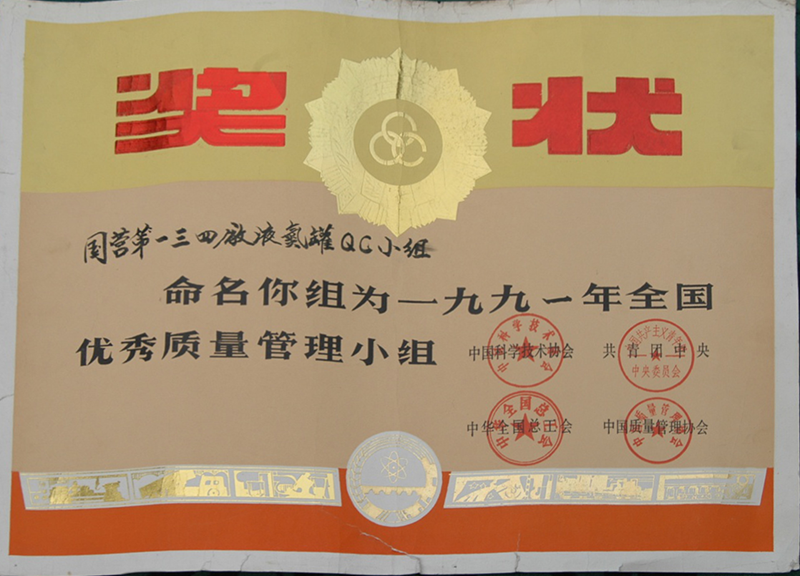 奖状
国营第一三四厰液氮罐QC小组
命名你组为一九九一年全国
优秀质量管理小组
中国科学技术协会 共青团中央
中华全国总工会 中国质量管理协会